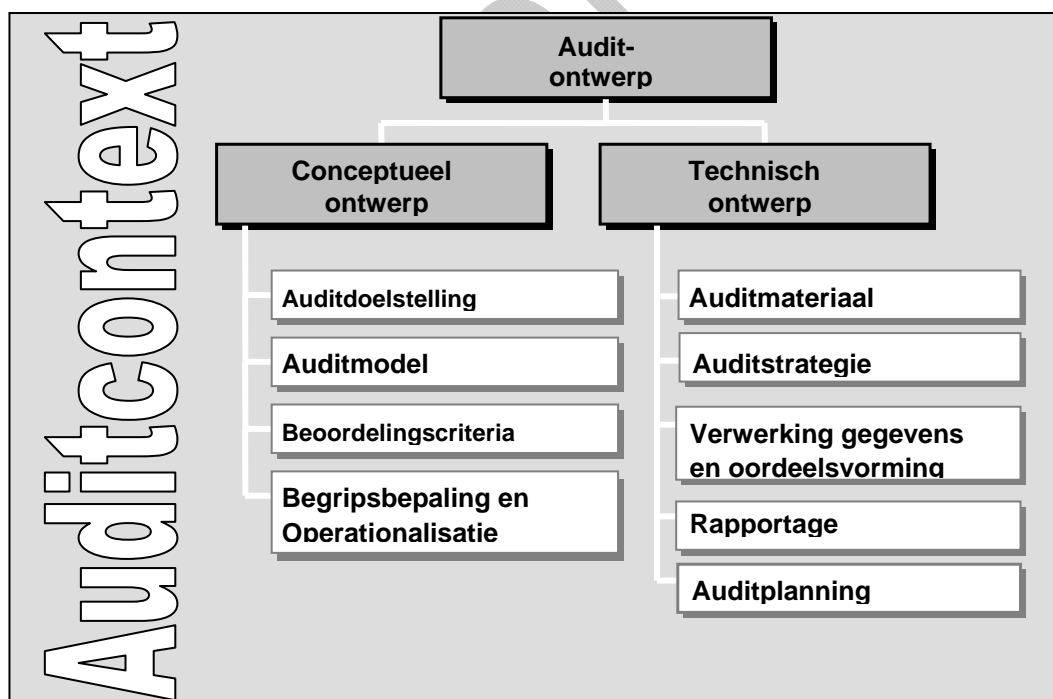 Auditcontext
Audit-
ontwerp
Conceptueel
ontwerp
Technisch
ontwerp
Auditdoelstelling
Auditmodel
Beoordelingscriteria
Begripsbepaling en
Operationalisatie
Auditmateriaal
Auditstrategie
Verwerking gegevens
en oordeelsvorming
Rapportage
Auditplanning